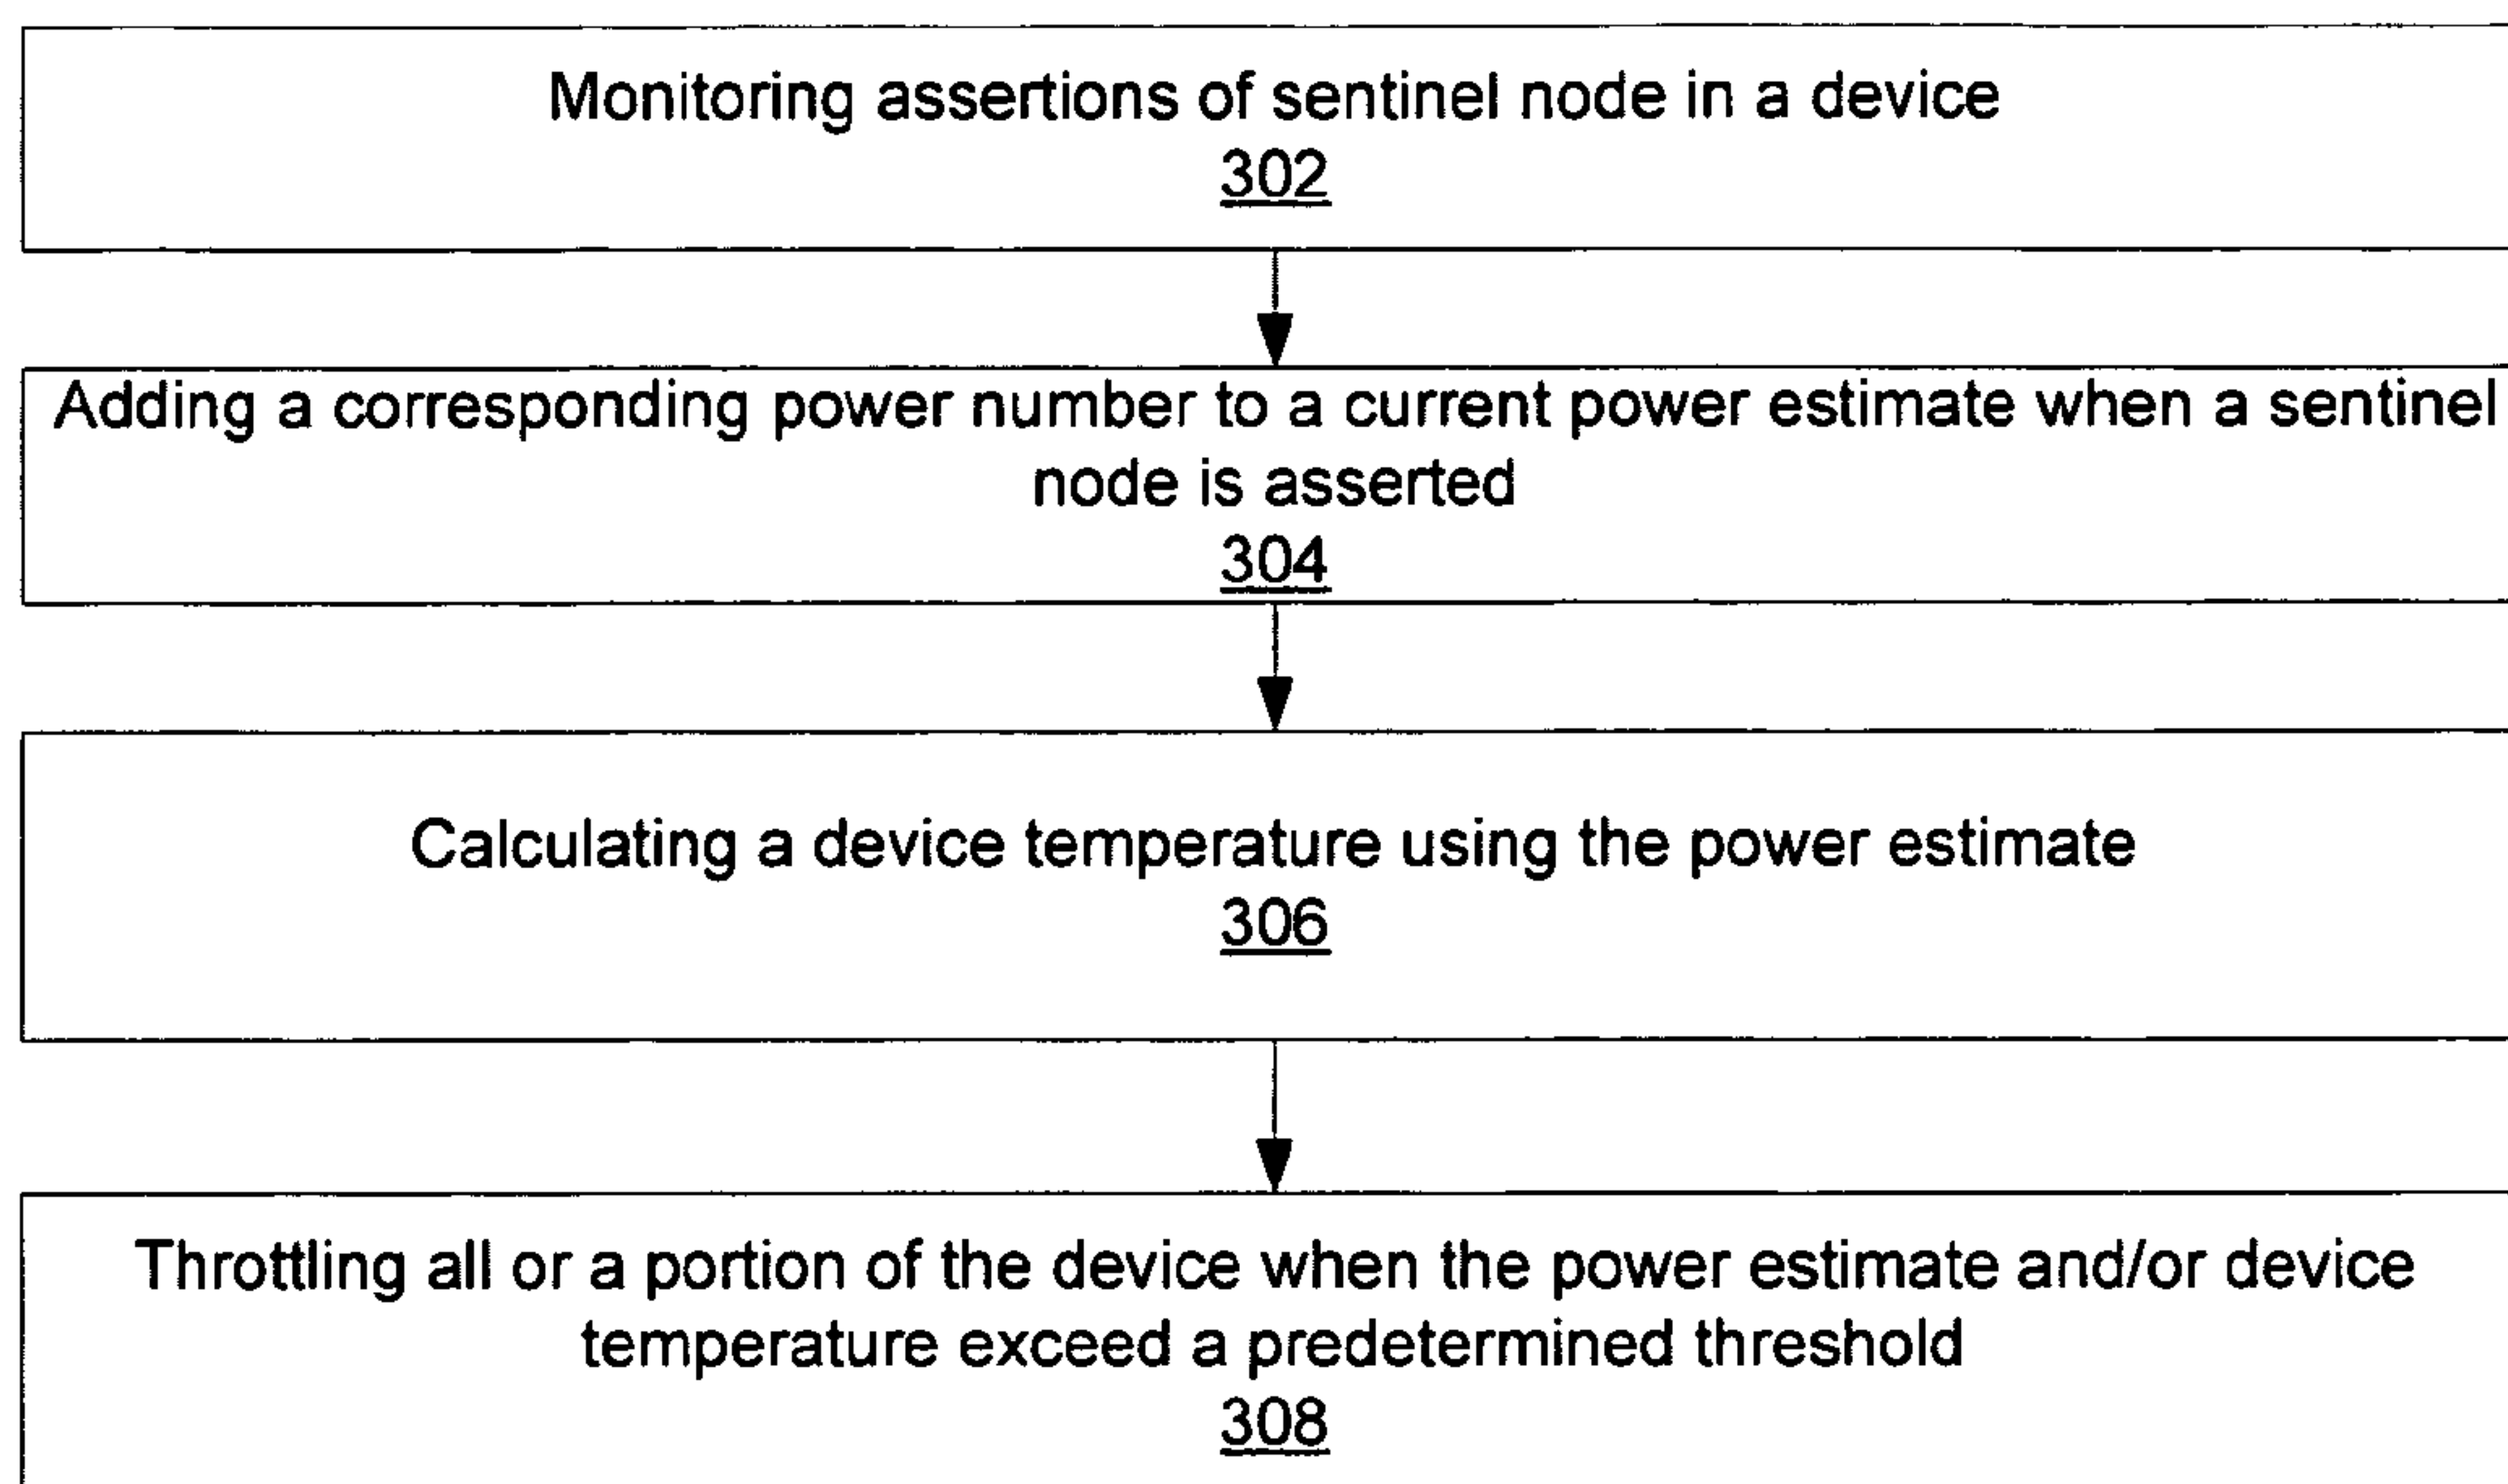 Monitoring assertions of sentinel node in a device
302
Adding a corresponding power number to a current power estimate when a sentinel
node is asserted
304
Calculating a device temperature using the power estimate
306
Throttling all or a portion of the device when the power estimate and/or device
temperature exceed a predetermined threshold
308